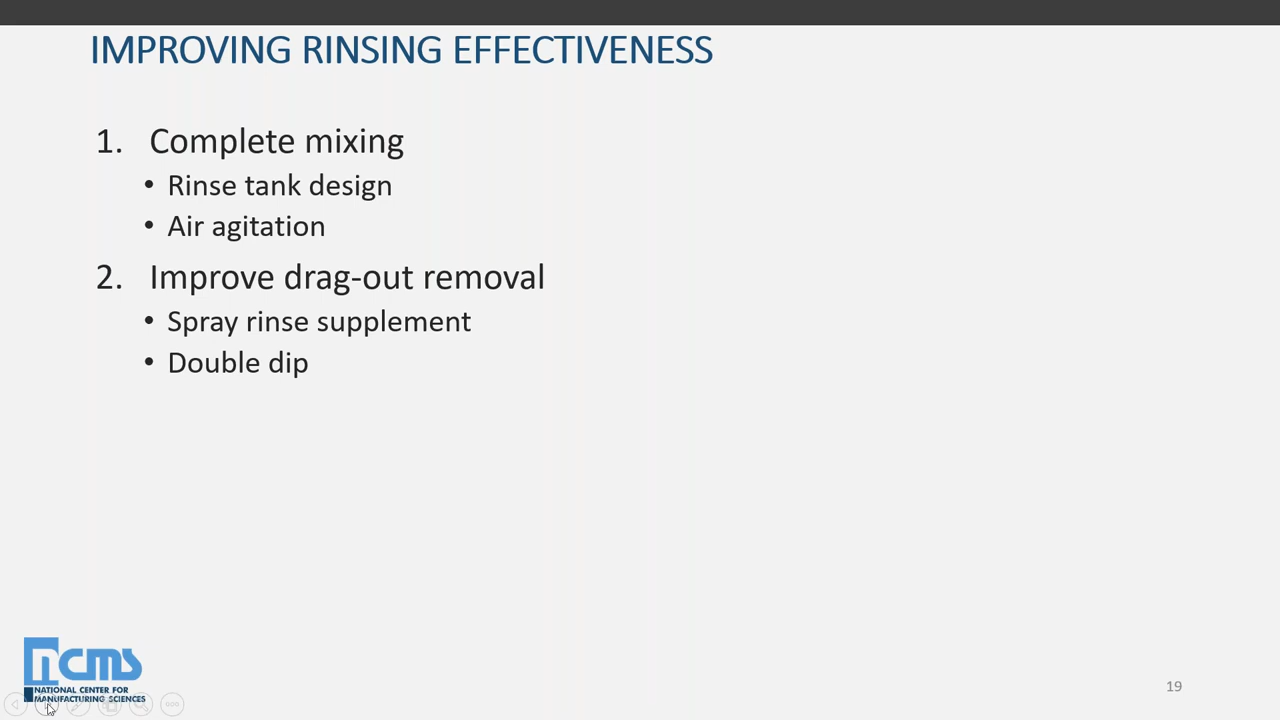 IMPROVING RINSING EFFECTIVENESS
1. Complete mixing
• Rinse tank design
• Air agitation
2. Improve drag-out removal
• Spray rinse supplement
• Double dip
ncms
NATIONAL CENTER FOR
MANUFACTURING SCIENCES
19